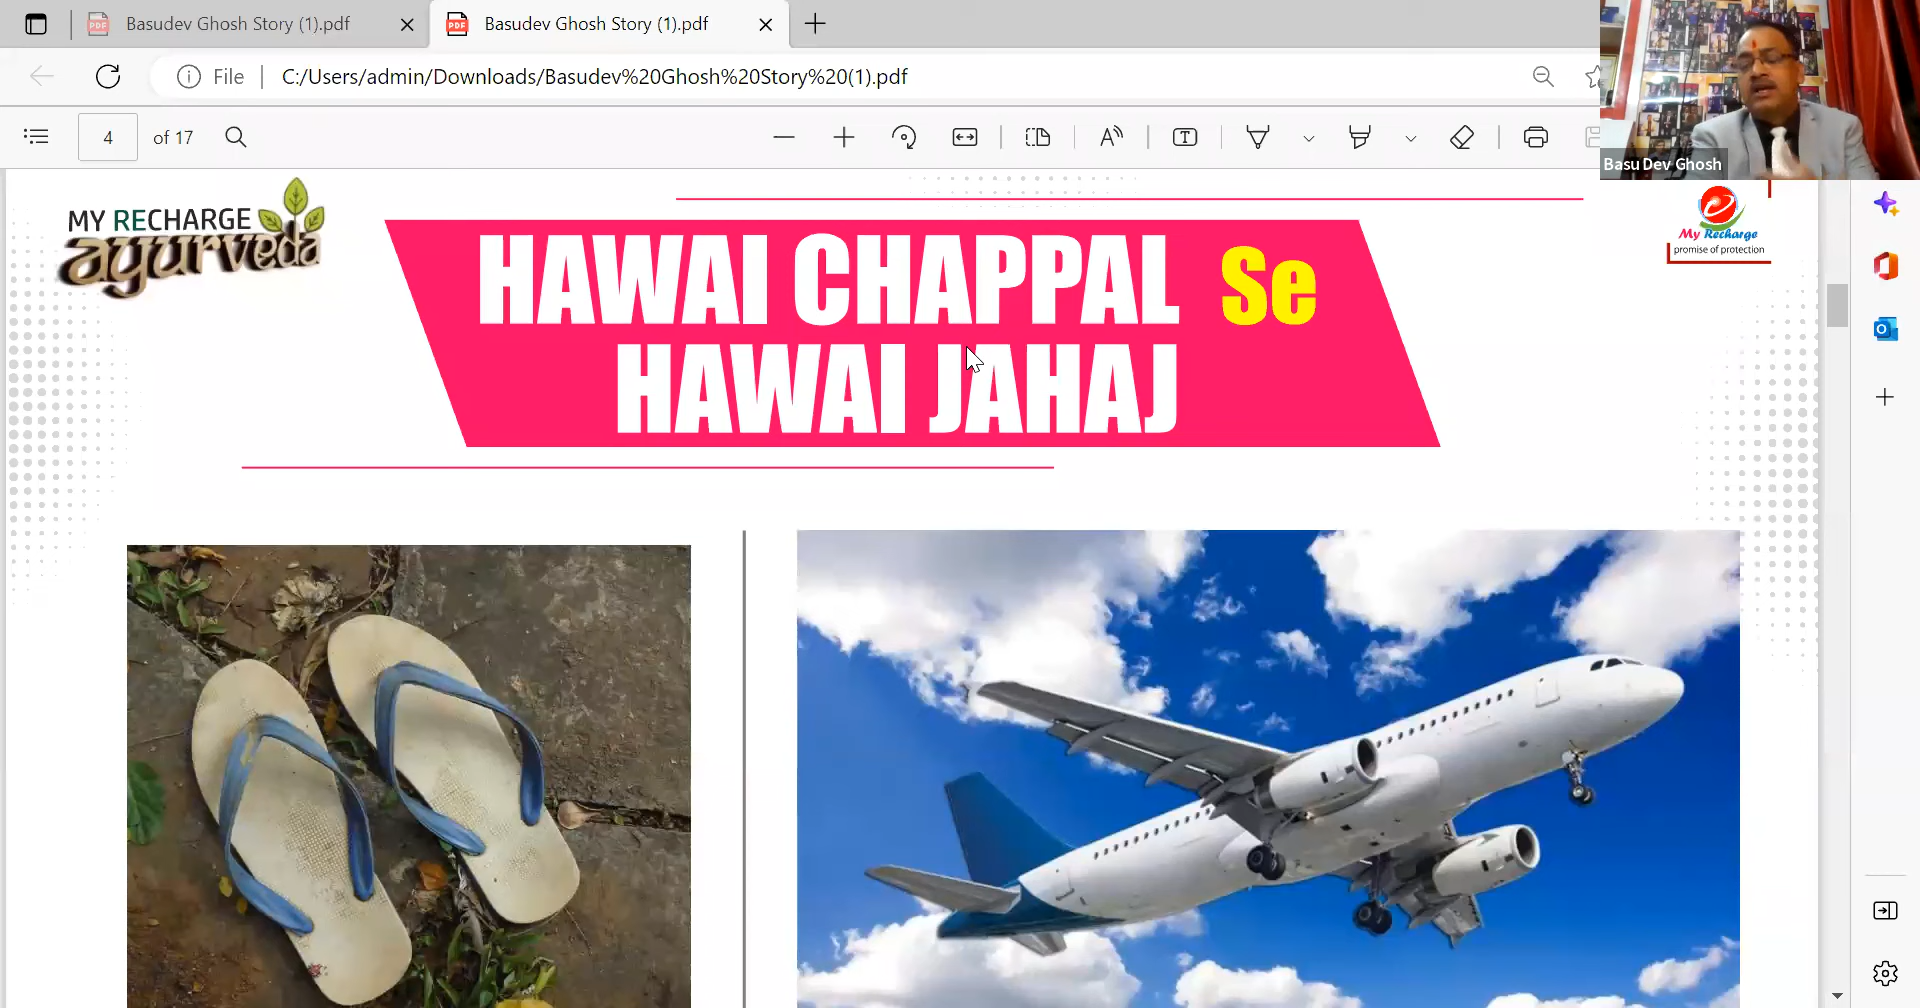 Basudev Ghosh Story (1).pdf
Basudev Ghosh Story (1).pdf
File
C:/Users/admin/Downloads/Basudev%20Ghosh%20Story%20(1).pdf
4
of 17
Basu Dev Ghosh
MY RECHARGE
ayurveda
HAWAI CHAPPAL Se
HAWAI JAHAJ
My Recharge
promise of protection